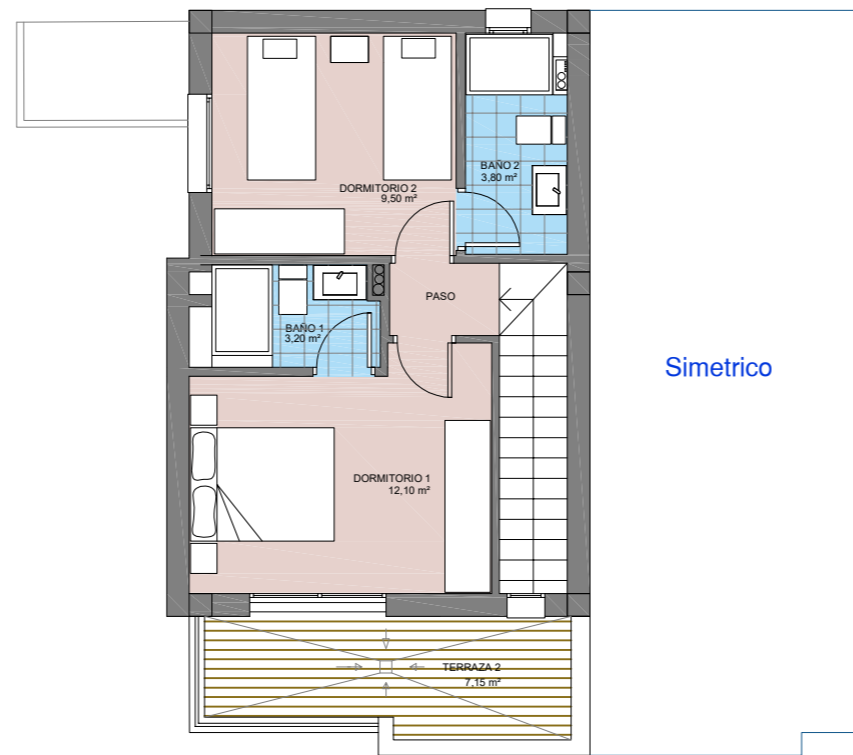 BAÑO 2
3,80 m²
DORMITORIO 2
9,50 m²
PASO
BAÑO 1
3,20 m²
Simetrico
DORMITORIO 1
12,10 m²
TERRAZA 2
7,15 m²